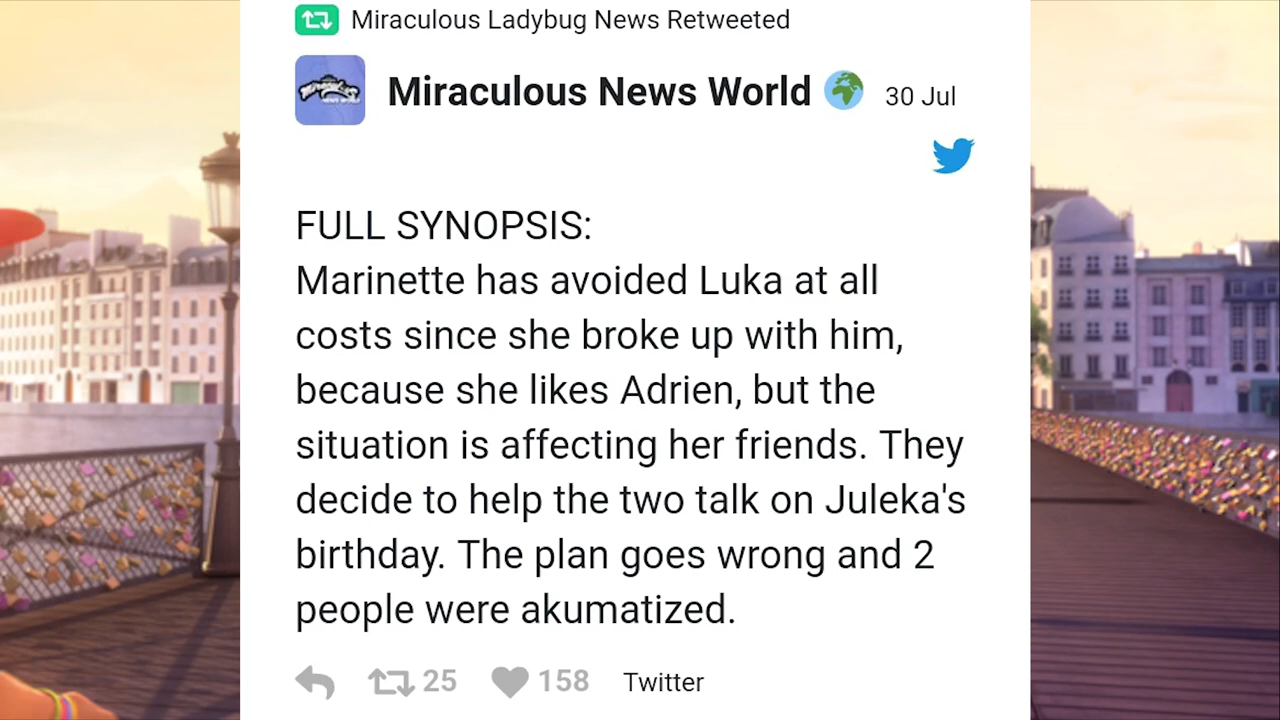 Miraculous Ladybug News Retweeted
Miraculous News World 30 Jul
FULL SYNOPSIS:
Marinette has avoided Luka at all
costs since she broke up with him,
because she likes Adrien, but the
situation is affecting her friends. They
decide to help the two talk on Juleka's
birthday. The plan goes wrong and 2
people were akumatized.
25 158 Twitter